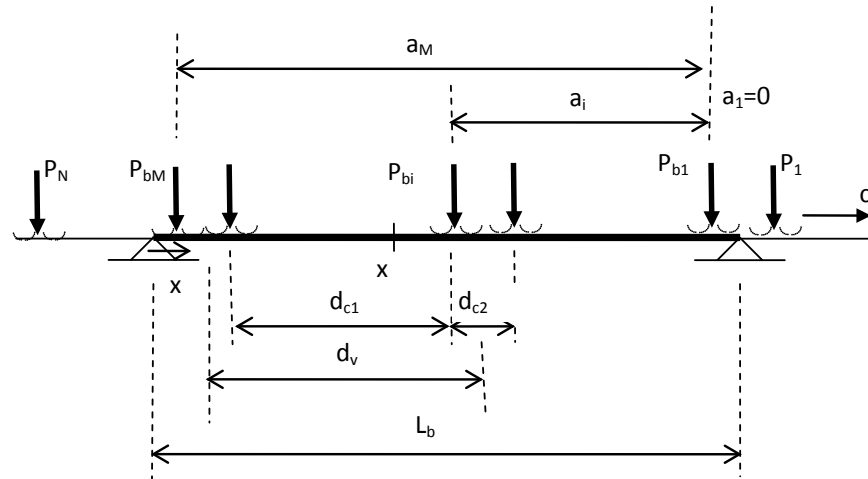 a_M
a_i
a_1=0
P_N P_bM P_bi P_b1 P_1
c
x x
d_c1 d_c2
d_v
L_b